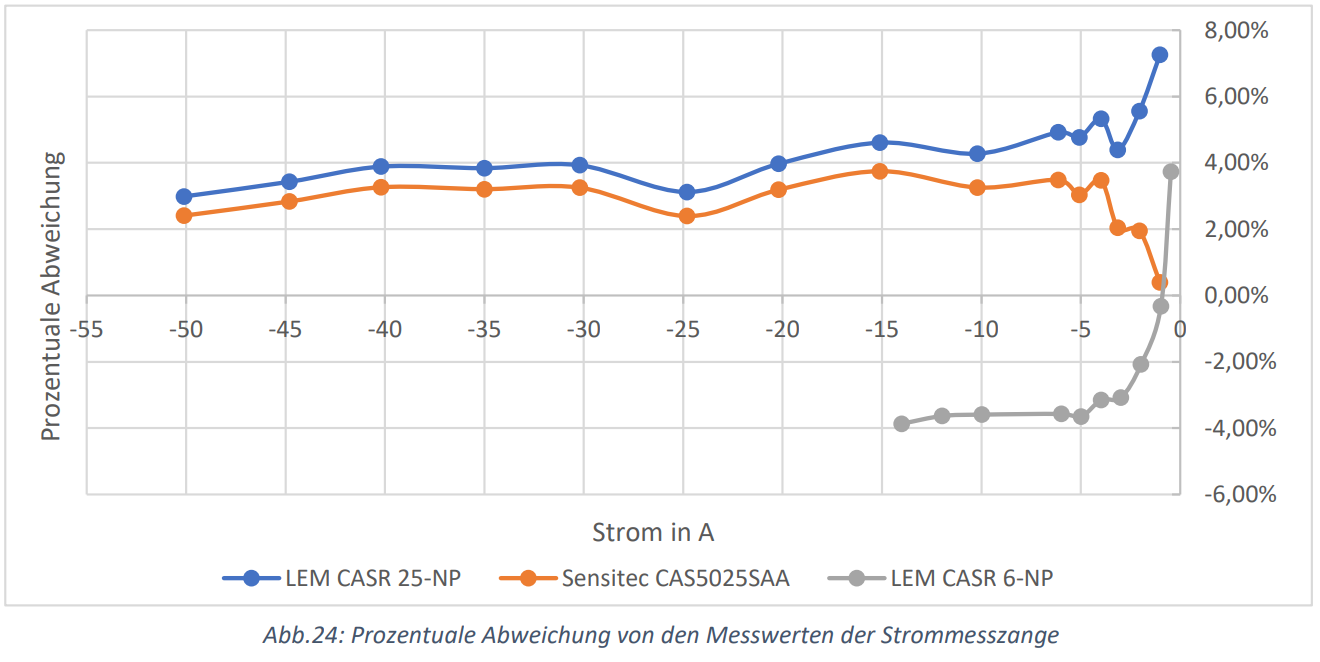 8,00%
6,00%
4,00%
2,00%
0,00%
-55 -50 -45 -40 -35 -30 -25 -20 -15 -10 -5 0
-2,00%
-4,00%
-6,00%
Prozentuale Abweichung
Strom in A
LEM CASR 25-NP Sensitec CAS5025SAA LEM CASR 6-NP
Abb.24: Prozentuale Abweichung von den Messwerten der Strommesszange